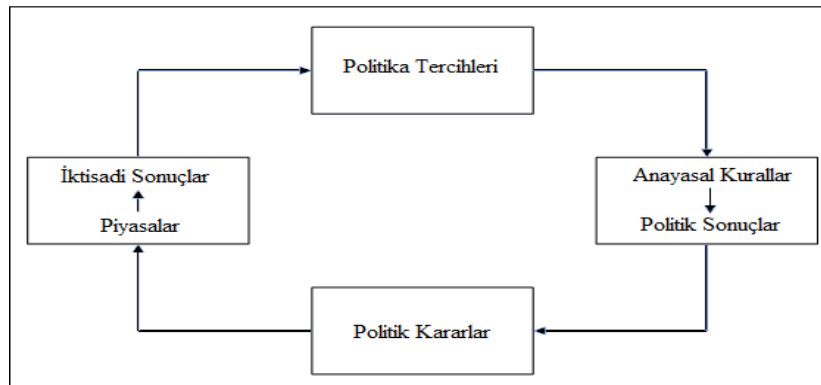 Politika Tercihleri
İktisadi Sonuçlar
Piyasalar
Anayasal Kurallar
Politik Sonuçlar
Politik Kararlar